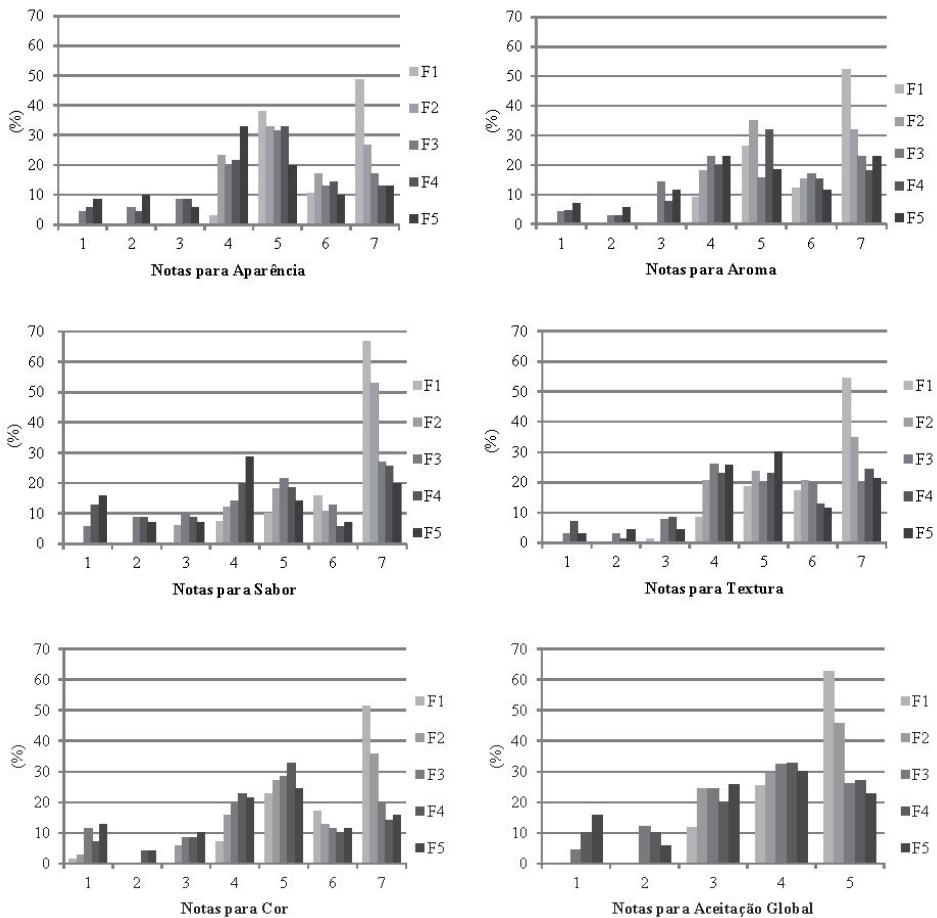 70
60
50
40
30
20
10
0
(%)
1 2 3 4 5 6 7
Notas para Aparência
F1
F2
F3
F4
F5
70
60
50
40
30
20
10
0
(%)
1 2 3 4 5 6 7
Notas para Aroma
F1
F2
F3
F4
F5
70
60
50
40
30
20
10
0
(%)
1 2 3 4 5 6 7
Notas para Sabor
F1
F2
F3
F4
F5
70
60
50
40
30
20
10
0
(%)
1 2 3 4 5 6 7
Notas para Textura
F1
F2
F3
F4
F5
70
60
50
40
30
20
10
0
(%)
1 2 3 4 5 6 7
Notas para Cor
F1
F2
F3
F4
F5
70
60
50
40
30
20
10
0
(%)
1 2 3 4 5
Notas para Aceitação Global
F1
F2
F3
F4
F5